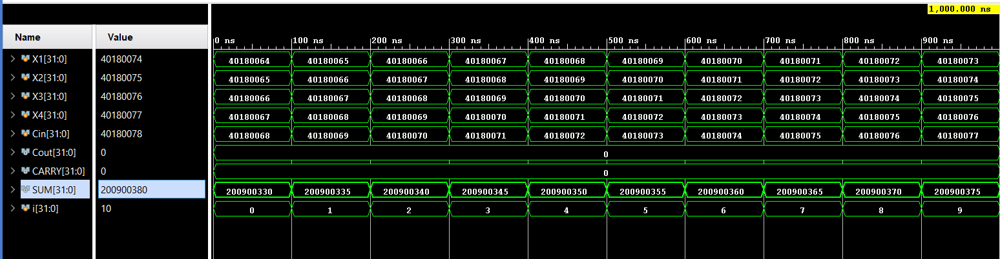 1,000.000 ns
Name Value 0 ns 100 ns 200 ns 300 ns 400 ns 500 ns 600 ns 700 ns 800 ns 900 ns
X1[31:0] 40180074 40180064 40180065 40180066 40180067 40180068 40180069 40180070 40180071 40180072 40180073
X2[31:0] 40180075 40180065 40180066 40180067 40180068 40180069 40180070 40180071 40180072 40180073 40180074
X3[31:0] 40180076 40180066 40180067 40180068 40180069 40180070 40180071 40180072 40180073 40180074 40180075
X4[31:0] 40180077 40180067 40180068 40180069 40180070 40180071 40180072 40180073 40180074 40180075 40180076
Cin[31:0] 40180078 40180068 40180069 40180070 40180071 40180072 40180073 40180074 40180075 40180076 40180077
Cout[31:0] 0 0
CARRY[31:0] 0 0
SUM[31:0] 200900380 200900330 200900335 200900340 200900345 200900350 200900355 200900360 200900365 200900370 200900375
i[31:0] 10 0 1 2 3 4 5 6 7 8 9